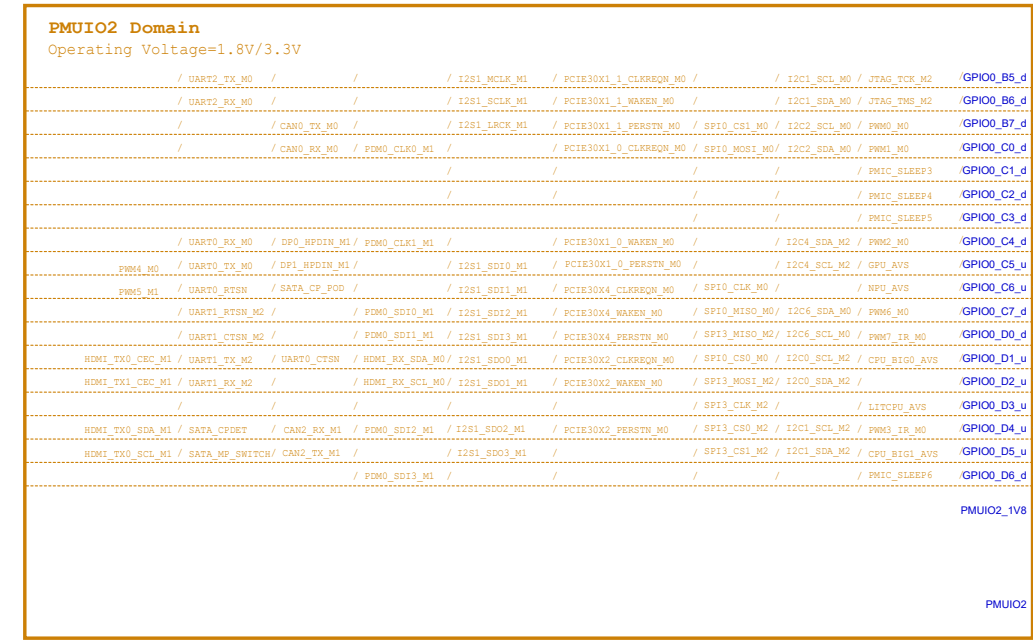 PMUIO2 Domain
Operating Voltage=1.8V/3.3V
/ UART2_TX_M0 / / / I2S1_MCLK_M1 / PCIE30X1_1_CLKREQN_M0 / / I2C1_SCL_M0 / JTAG_TCK_M2 /GPIO0_B5_d
/ UART2_RX_M0 / / / I2S1_SCLK_M1 / PCIE30X1_1_WAKEN_M0 / / I2C1_SDA_M0 / JTAG_TMS_M2 /GPIO0_B6_d
/ / CAN0_TX_M0 / / I2S1_LRCK_M1 / PCIE30X1_1_PERSTN_M0 / SPI0_CS1_M0 / I2C2_SCL_M0 / PWM0_M0 /GPIO0_B7_d
/ / CAN0_RX_M0 / PDM0_CLK0_M1 / / PCIE30X1_0_CLKREQN_M0 / SPI0_MOSI_M0/ I2C2_SDA_M0 / PWM1_M0 /GPIO0_C0_d
/ / / / / PMIC_SLEEP3 /GPIO0_C1_d
/ / / / / PMIC_SLEEP4 /GPIO0_C2_d
/ / / PMIC_SLEEP5 /GPIO0_C3_d
/ UART0_RX_M0 / DP0_HPDIN_M1/ PDM0_CLK1_M1 / / PCIE30X1_0_WAKEN_M0 / / I2C4_SDA_M2 / PWM2_M0 /GPIO0_C4_d
PWM4_M0 / UART0_TX_M0 / DP1_HPDIN_M1/ / I2S1_SDI0_M1 / PCIE30X1_0_PERSTN_M0 / / I2C4_SCL_M2 / GPU_AVS /GPIO0_C5_u
PWM5_M1 / UART0_RTSN / SATA_CP_POD / / I2S1_SDI1_M1 / PCIE30X4_CLKREQN_M0 / SPI0_CLK_M0 / / NPU_AVS /GPIO0_C6_u
/ UART1_RTSN_M2 / / PDM0_SDI0_M1 / I2S1_SDI2_M1 / PCIE30X4_WAKEN_M0 / SPI0_MISO_M0/ I2C6_SDA_M0 / PWM6_M0 /GPIO0_C7_d
/ UART1_CTSN_M2 / / PDM0_SDI1_M1 / I2S1_SDI3_M1 / PCIE30X4_PERSTN_M0 / SPI3_MISO_M2/ I2C6_SCL_M0 / PWM7_IR_M0 /GPIO0_D0_d
HDMI_TX0_CEC_M1 / UART1_TX_M2 / UART0_CTSN / HDMI_RX_SDA_M0/ I2S1_SDO0_M1 / PCIE30X2_CLKREQN_M0 / SPI0_CS0_M0 / I2C0_SCL_M2 / CPU_BIG0_AVS /GPIO0_D1_u
HDMI_TX1_CEC_M1 / UART1_RX_M2 / / HDMI_RX_SCL_M0/ I2S1_SDO1_M1 / PCIE30X2_WAKEN_M0 / SPI3_MOSI_M2/ I2C0_SDA_M2 / /GPIO0_D2_u
/ / / / / / SPI3_CLK_M2 / / LITCPU_AVS /GPIO0_D3_u
HDMI_TX0_SDA_M1 / SATA_CPDET / CAN2_RX_M1 / PDM0_SDI2_M1 / I2S1_SDO2_M1 / PCIE30X2_PERSTN_M0 / SPI3_CS0_M2 / I2C1_SCL_M2 / PWM3_IR_M0 /GPIO0_D4_u
HDMI_TX0_SCL_M1 / SATA_MP_SWITCH/ CAN2_TX_M1 / / I2S1_SDO3_M1 / / SPI3_CS1_M2 / I2C1_SDA_M2 / CPU_BIG1_AVS /GPIO0_D5_u
/ PDM0_SDI3_M1 / / / / / PMIC_SLEEP6 /GPIO0_D6_d
PMUIO2_1V8
PMUIO2